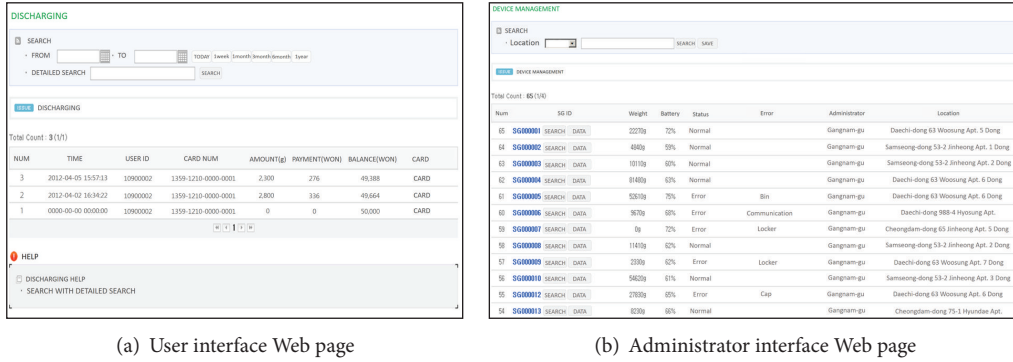 DISCHARGING
SEARCH
· FROM · TO TODAY 1week 1month 3month 6month 1year
· DETAILED SEARCH SEARCH
ISSUE DISCHARGING
Total Count : 3 (1/1)
NUM TIME USER ID CARD NUM AMOUNT(g) PAYMENT(WON) BALANCE(WON) CARD
3 2012-04-05 15:57:13 10900002 1359-1210-0000-0001 2,300 276 49,388 CARD
2 2012-04-02 16:34:22 10900002 1359-1210-0000-0001 2,800 336 49,664 CARD
1 0000-00-00 00:00:00 10900002 1359-1210-0000-0001 0 0 50,000 CARD
1
HELP
DISCHARGING HELP
· SEARCH WITH DETAILED SEARCH
(a) User interface Web page
DEVICE MANAGEMENT
SEARCH
· Location SEARCH SAVE
ISSUE DEVICE MANAGEMENT
Total Count : 65 (1/4)
Num SG ID Weight Battery Status Error Administrator Location
65 SG000001 SEARCH DATA 22270g 72% Normal Gangnam-gu Daechi-dong 63 Woosung Apt. 5 Dong
64 SG000002 SEARCH DATA 4840g 59% Normal Gangnam-gu Samseong-dong 53-2 Jinheong Apt. 1 Dong
63 SG000003 SEARCH DATA 10110g 60% Normal Gangnam-gu Samseong-dong 53-2 Jinheong Apt. 2 Dong
62 SG000004 SEARCH DATA 81480g 63% Normal Gangnam-gu Daechi-dong 63 Woosung Apt. 6 Dong
61 SG000005 SEARCH DATA 52610g 75% Error Bin Gangnam-gu Daechi-dong 63 Woosung Apt. 6 Dong
60 SG000006 SEARCH DATA 9670g 68% Error Communication Gangnam-gu Daechi-dong 988-4 Hyosung Apt.
59 SG000007 SEARCH DATA 0g 72% Error Locker Gangnam-gu Cheongdam-dong 65 Jinheong Apt. 5 Dong
58 SG000008 SEARCH DATA 11410g 62% Normal Gangnam-gu Samseong-dong 53-2 Jinheong Apt. 2 Dong
57 SG000009 SEARCH DATA 2330g 62% Error Locker Gangnam-gu Daechi-dong 63 Woosung Apt. 7 Dong
56 SG000010 SEARCH DATA 54620g 61% Normal Gangnam-gu Samseong-dong 53-2 Jinheong Apt. 3 Dong
55 SG000012 SEARCH DATA 27830g 65% Error Cap Gangnam-gu Daechi-dong 63 Woosung Apt. 6 Dong
54 SG000013 SEARCH DATA 8230g 66% Normal Gangnam-gu Cheongdam-dong 75-1 Hyundae Apt.
(b) Administrator interface Web page